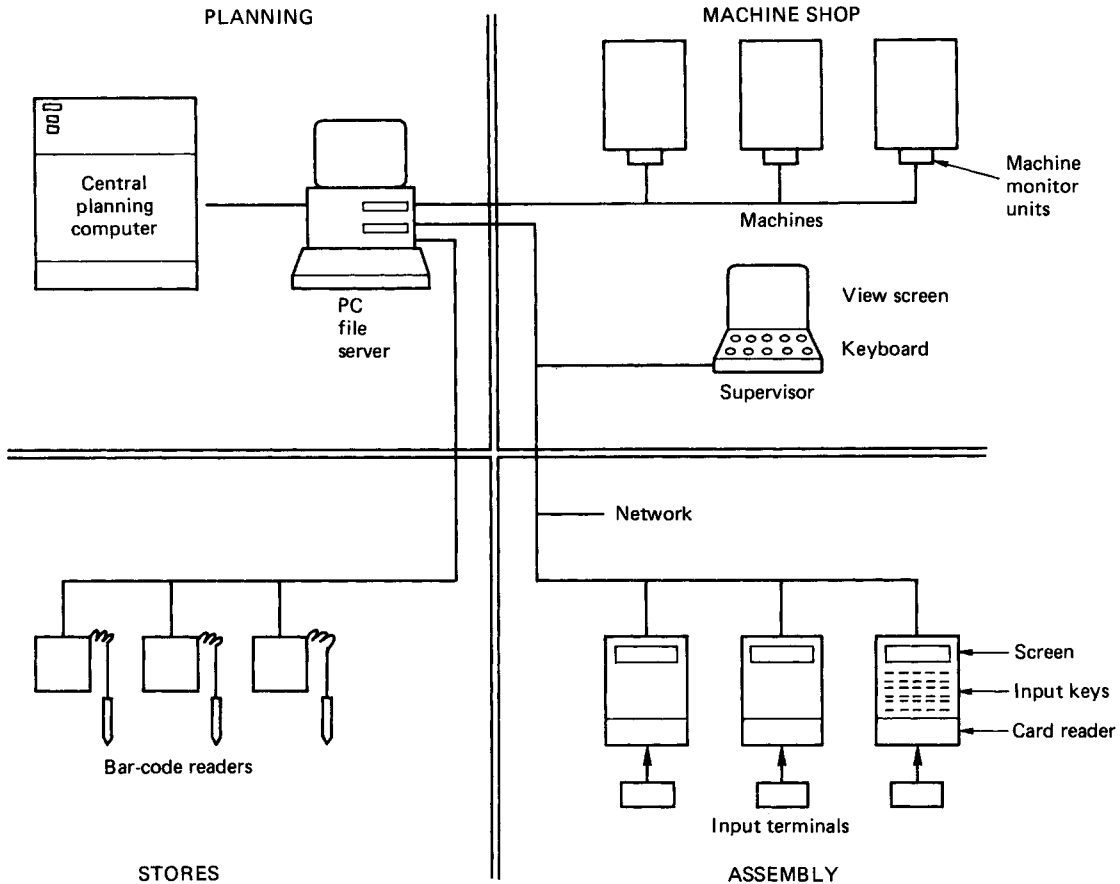 PLANNING
MACHINE SHOP
Central
planning
computer
PC
file
server
Machine
monitor
units
Machines
View screen
Keyboard
Supervisor
Network
Bar-code readers
Screen
Input keys
Card reader
Input terminals
STORES
ASSEMBLY